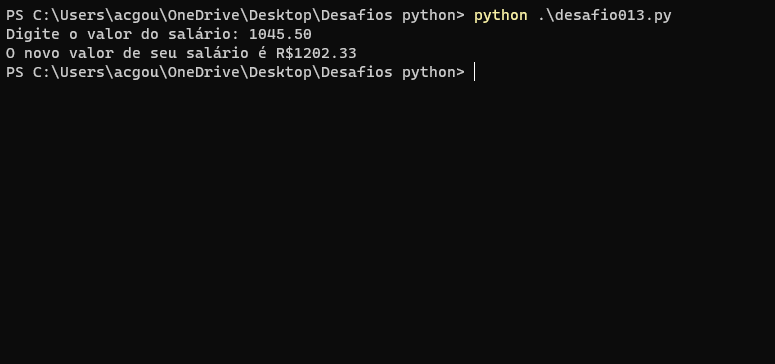 PS C:\Users\acgou\OneDrive\Desktop\Desafios python> python .\desafio013.py
Digite o valor do salário: 1045.50
O novo valor de seu salário é R$1202.33
PS C:\Users\acgou\OneDrive\Desktop\Desafios python>